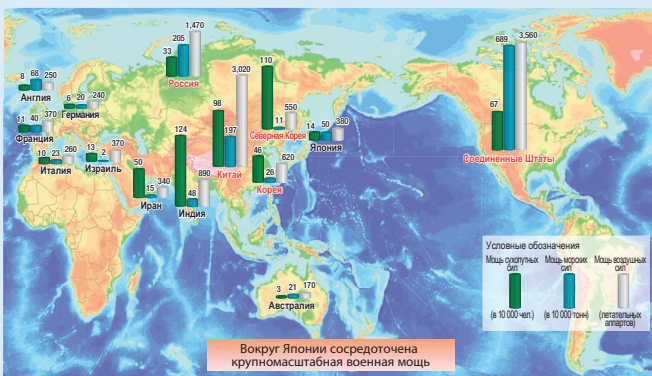 1,470
205
33
Россия
8 68 250
Англия
6 20 240
Германия
11 40 370
Франция
10 23 260
Италия
13 2 370
Израиль
50 15 340
Иран
124 48 890
Индия
98 197 3,020
Китай
110 11 550
Северная Корея
46 26 620
Корея
14 50 380
Япония
67 689 3,560
Соединенные Штаты
3 21 170
Австралия
Условные обозначения
Мощь сухопутных сил
(в 10 000 чел.)
Мощь морских сил
(в 10 000 тонн)
Мощь воздушных сил
(летательных аппартов)
Вокруг Японии сосредоточена
крупномасштабная военная мощь